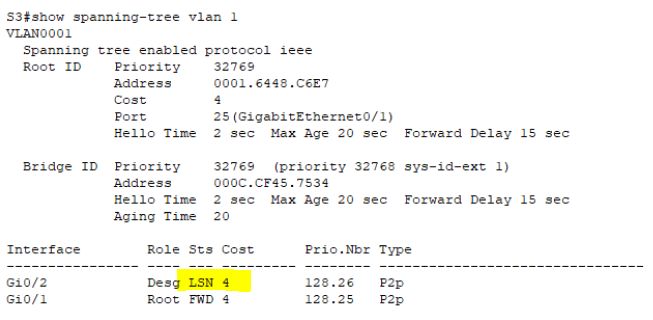 S3#show spanning-tree vlan 1
VLAN0001
Spanning tree enabled protocol ieee
Root ID Priority 32769
Address 0001.6448.C6E7
Cost 4
Port 25(GigabitEthernet0/1)
Hello Time 2 sec Max Age 20 sec Forward Delay 15 sec
Bridge ID Priority 32769 (priority 32768 sys-id-ext 1)
Address 000C.CF45.7534
Hello Time 2 sec Max Age 20 sec Forward Delay 15 sec
Aging Time 20
Interface Role Sts Cost Prio.Nbr Type
---------------- ---- --- --------- -------- --------------------------------
Gi0/2 Desg LSN 4 128.26 P2p
Gi0/1 Root FWD 4 128.25 P2p